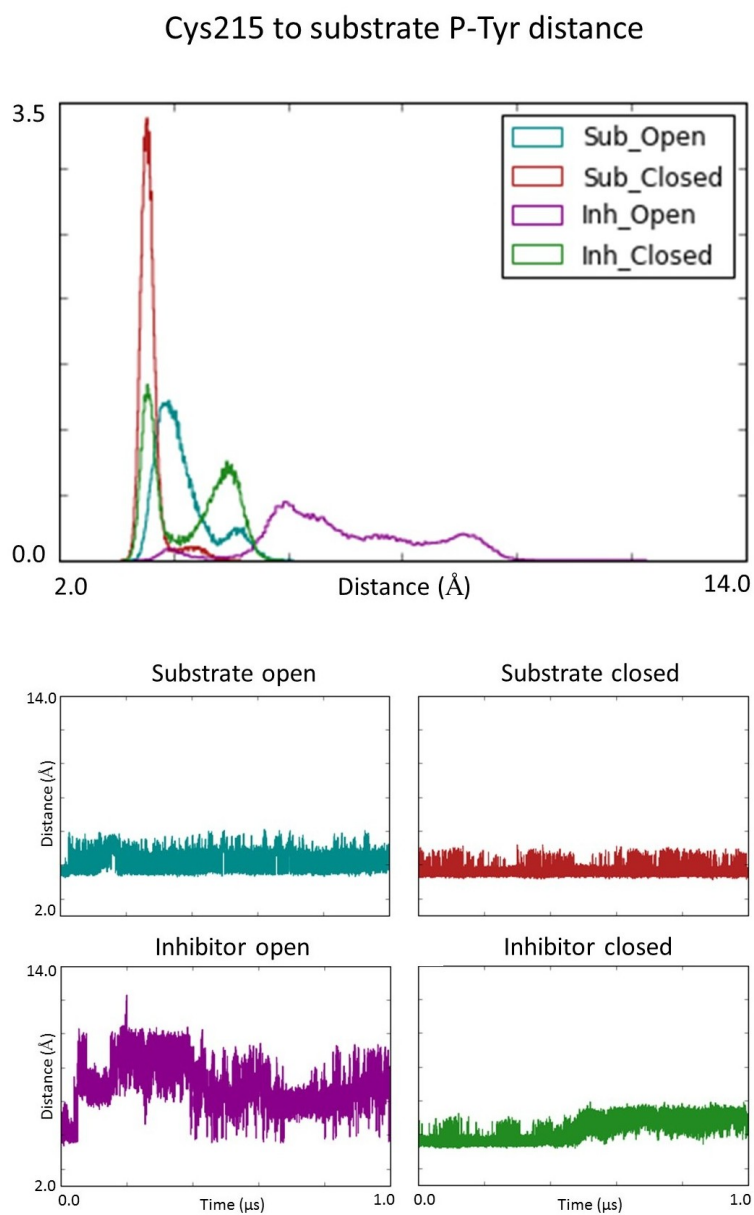 Cys215 to substrate P-Tyr distance
3.5
Sub_Open
Sub_Closed
Inh_Open
Inh_Closed
0.0
2.0
Distance (Å)
14.0
Substrate open
Substrate closed
14.0
Distance (Å)
2.0
Inhibitor open
Inhibitor closed
14.0
Distance (Å)
2.0
0.0
Time (µs)
1.0
0.0
Time (µs)
1.0